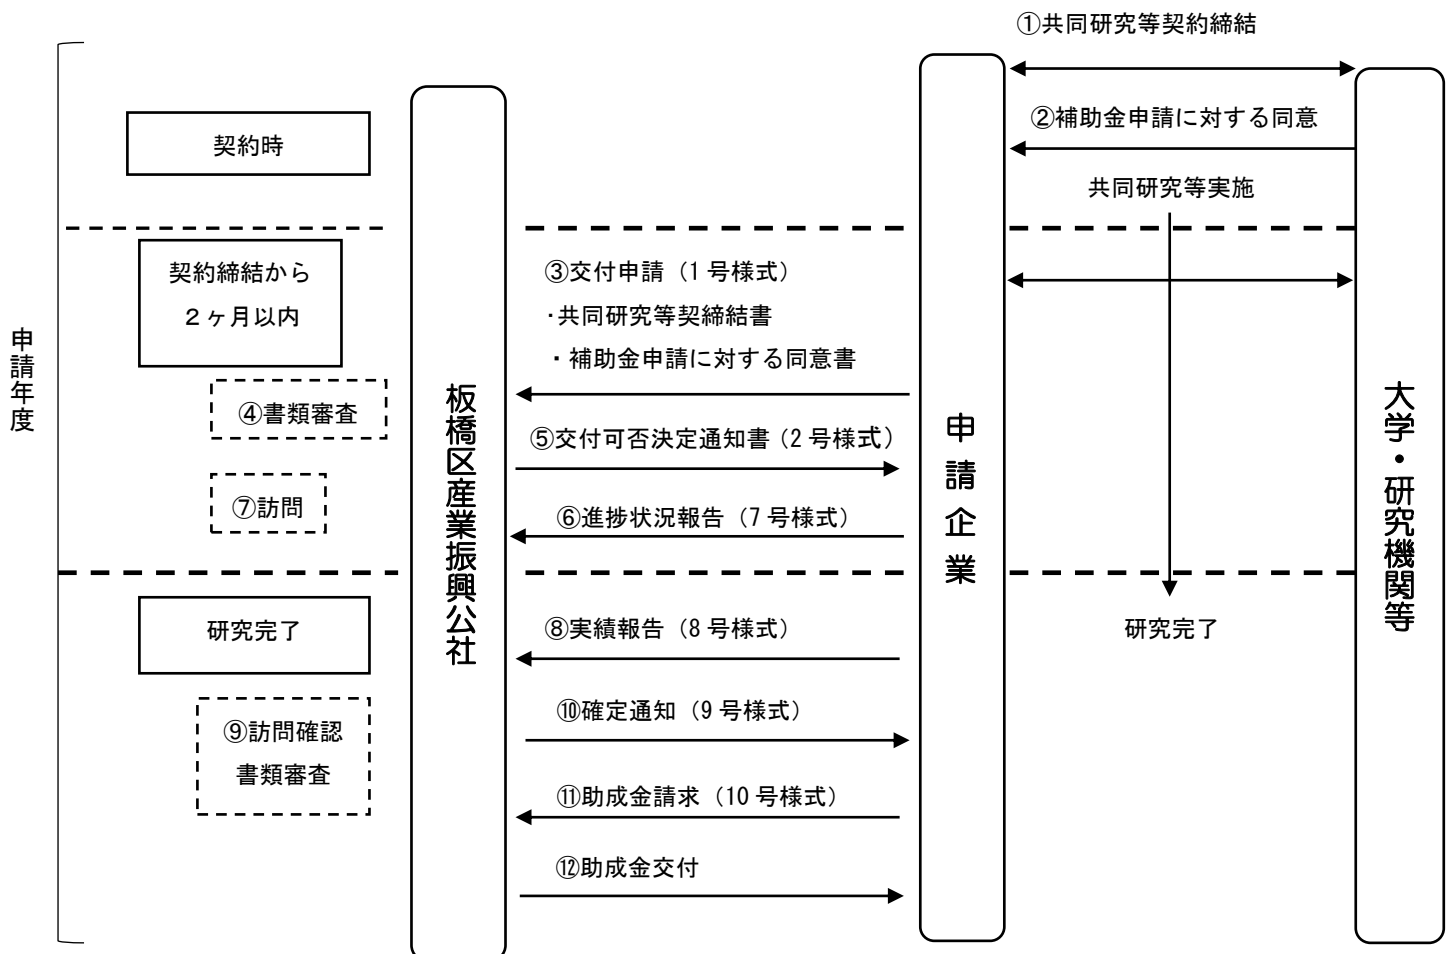 ①共同研究等契約締結
②補助金申請に対する同意
契約時
共同研究等実施
契約締結から
２ヶ月以内
③交付申請（1号様式）
・共同研究等契締結書
・補助金申請に対する同意書
④書類審査
⑤交付可否決定通知書（2号様式）
⑦訪問
⑥進捗状況報告（7号様式）
申請年度
板橋区産業振興公社
申請企業
大学・研究機関等
研究完了
⑧実績報告（8号様式）
研究完了
⑨訪問確認
書類審査
⑩確定通知（9号様式）
⑪助成金請求（10号様式）
⑫助成金交付